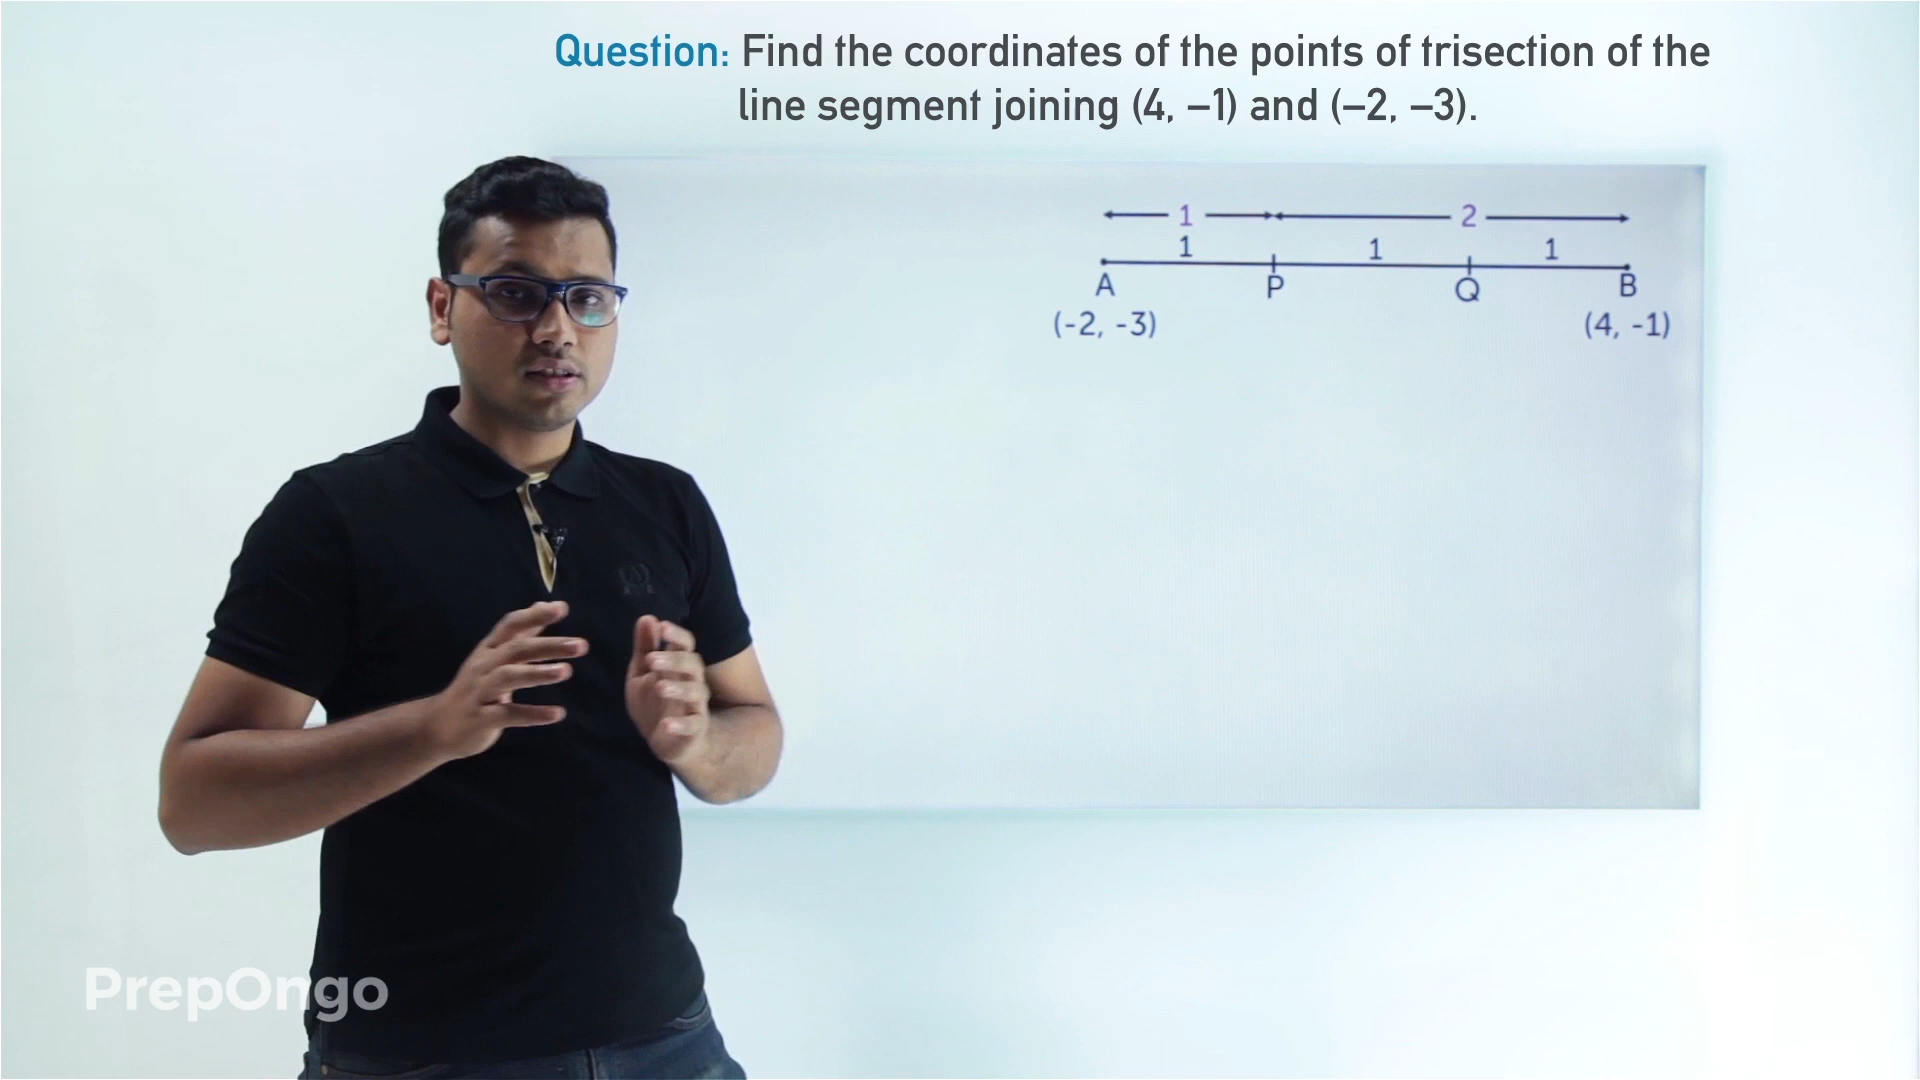 Question: Find the coordinates of the points of trisection of the
line segment joining (4, –1) and (–2, –3).
1 2
1 1 1
A P Q B
(-2, -3) (4, -1)
PrepOngo